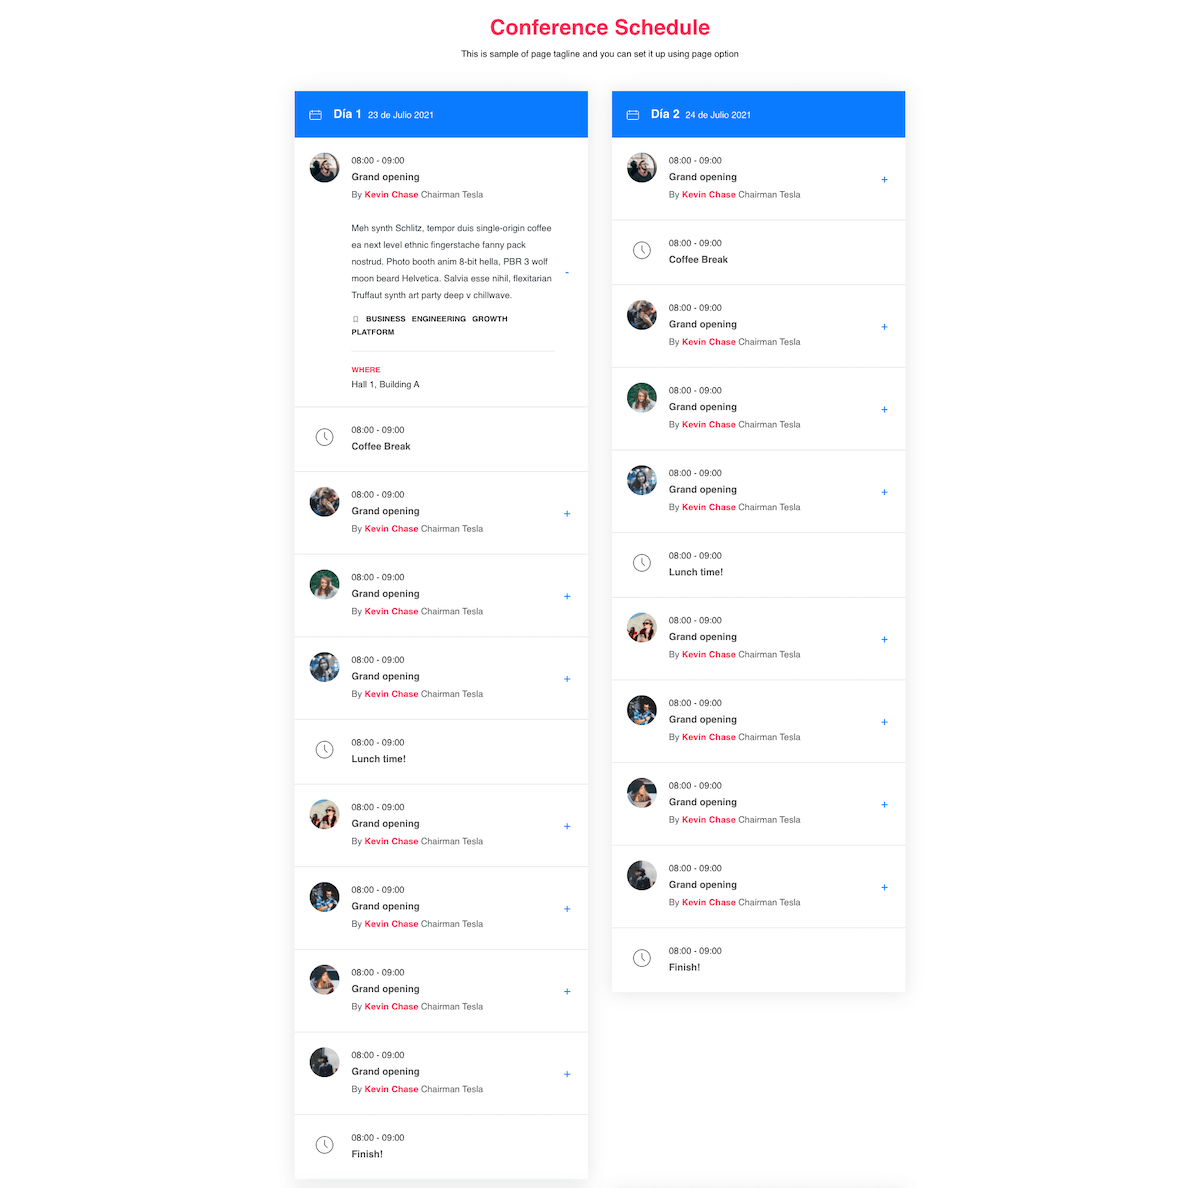 Conference Schedule
This is sample of page tagline and you can set it up using page option
Día 1 23 de Julio 2021
08:00 - 09:00
Grand opening
By Kevin Chase Chairman Tesla
Meh synth Schlitz, tempor duis single-origin coffee
ea next level ethnic fingerstache fanny pack
nostrud. Photo booth anim 8-bit hella, PBR 3 wolf
moon beard Helvetica. Salvia esse nihil, flexitarian
Truffaut synth art party deep v chillwave.
-
BUSINESS ENGINEERING GROWTH
PLATFORM
WHERE
Hall 1, Building A
08:00 - 09:00
Coffee Break
08:00 - 09:00
Grand opening
By Kevin Chase Chairman Tesla
+
08:00 - 09:00
Grand opening
By Kevin Chase Chairman Tesla
+
08:00 - 09:00
Grand opening
By Kevin Chase Chairman Tesla
+
08:00 - 09:00
Lunch time!
08:00 - 09:00
Grand opening
By Kevin Chase Chairman Tesla
+
08:00 - 09:00
Grand opening
By Kevin Chase Chairman Tesla
+
08:00 - 09:00
Grand opening
By Kevin Chase Chairman Tesla
+
08:00 - 09:00
Grand opening
By Kevin Chase Chairman Tesla
+
08:00 - 09:00
Finish!
Día 2 24 de Julio 2021
08:00 - 09:00
Grand opening
By Kevin Chase Chairman Tesla
+
08:00 - 09:00
Coffee Break
08:00 - 09:00
Grand opening
By Kevin Chase Chairman Tesla
+
08:00 - 09:00
Grand opening
By Kevin Chase Chairman Tesla
+
08:00 - 09:00
Grand opening
By Kevin Chase Chairman Tesla
+
08:00 - 09:00
Lunch time!
08:00 - 09:00
Grand opening
By Kevin Chase Chairman Tesla
+
08:00 - 09:00
Grand opening
By Kevin Chase Chairman Tesla
+
08:00 - 09:00
Grand opening
By Kevin Chase Chairman Tesla
+
08:00 - 09:00
Grand opening
By Kevin Chase Chairman Tesla
+
08:00 - 09:00
Finish!